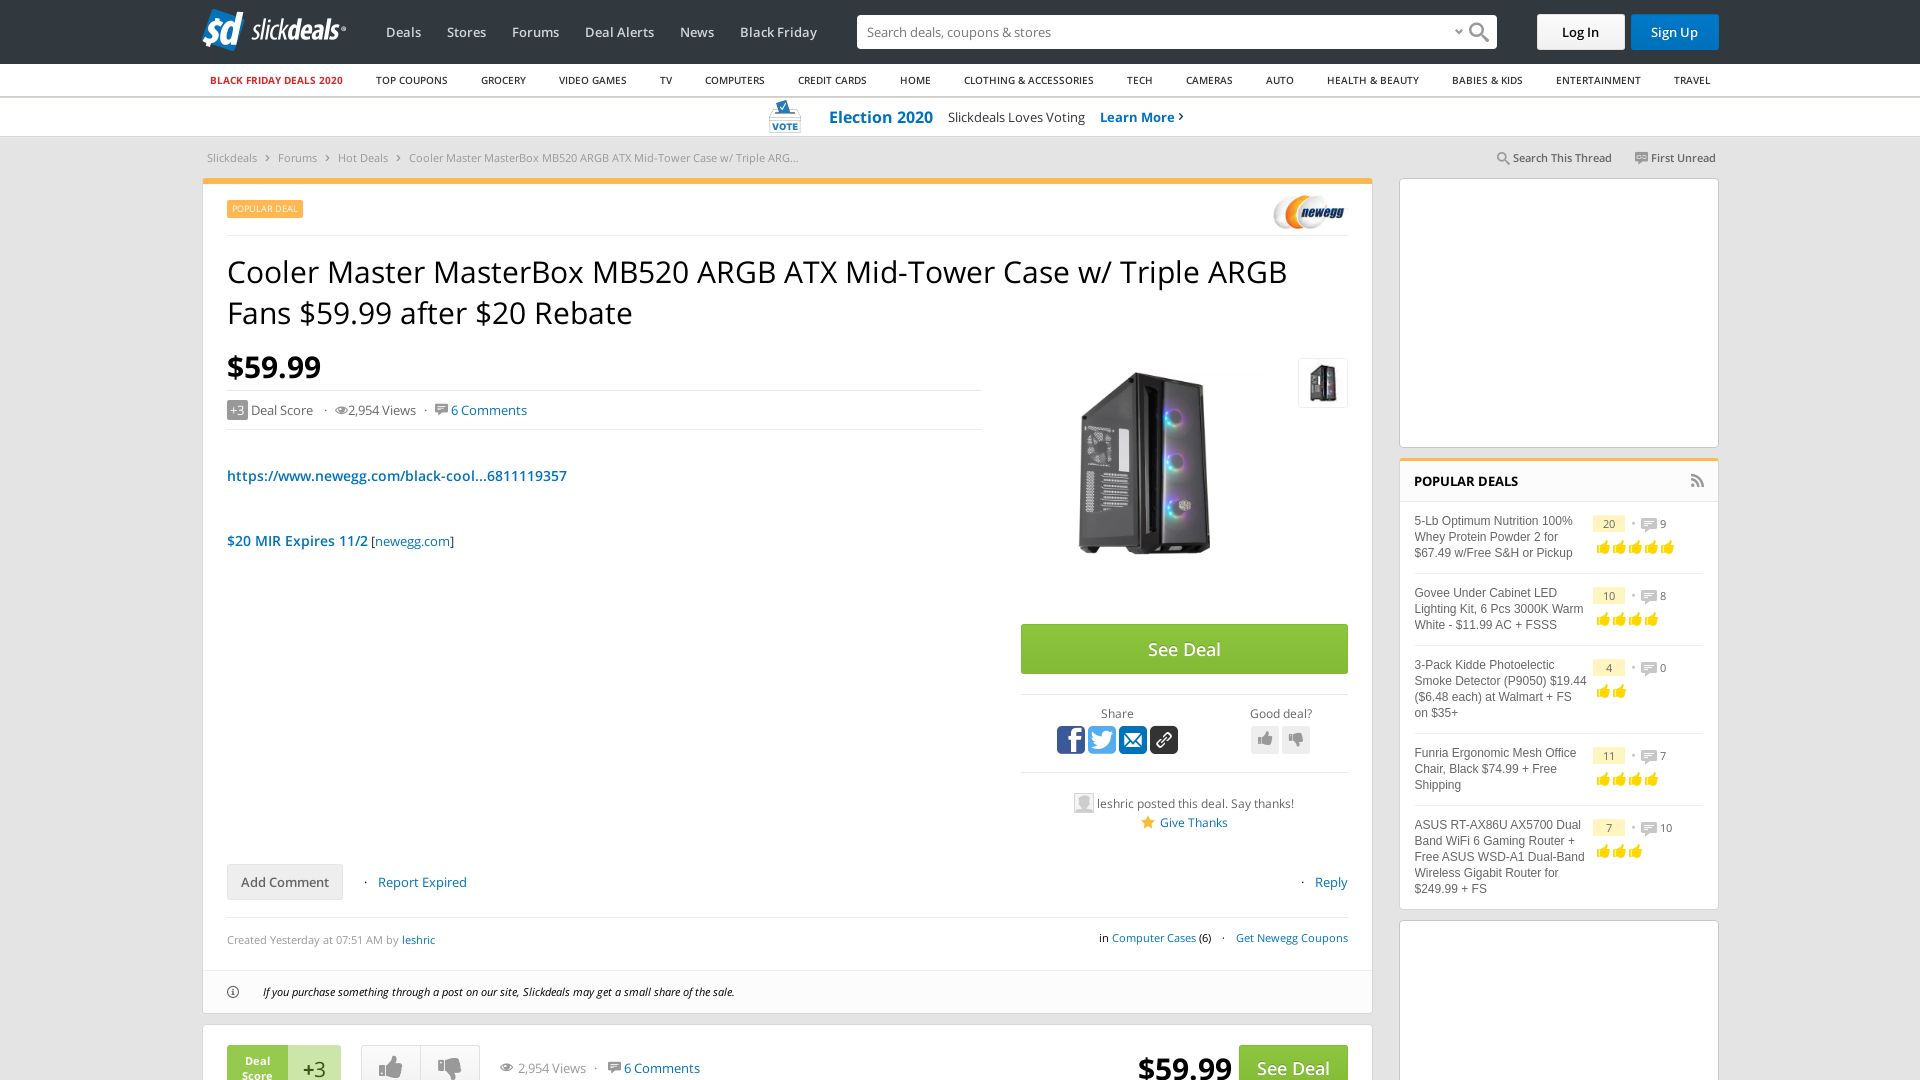 slickdeals
Deals Stores Forums Deal Alerts News Black Friday
Search deals, coupons & shops
Log In Sign Up
BLACK FRIDAY DEALS 2020 TOP COUPONS GROCERY VIDEO GAMES TV COMPUTERS CREDIT CARDS HOME CLOTHING & ACCESSORIES TECH CAMERAS AUTO HEALTH & BEAUTY BABIES & KIDS ENTERTAINMENT TRAVEL
VOTE Election 2020 Slickdeals Loves Voting Learn More
Slickdeals Forums Hot Deals Cooler Master MasterBox MB520 ARGB ATX Mid-Tower Case w/ Triple ARG...
Search This Thread First Unread
POPULAR DEAL
newegg
Cooler Master MasterBox MB520 ARGB ATX Mid-Tower Case w/ Triple ARGB
Fans $59.99 after $20 Rebate
$59.99
+3 Deal Score · 2,954 Views · 6 Comments
https://www.newegg.com/black-cool...6811119357
$20 MIR Expires 11/2 [newegg.com]
See Deal
Share
Good deal?
leshric posted this deal. Say thanks!
Give Thanks
Add Comment · Report Expired
· Reply
Created Yesterday at 07:51 AM by leshric
in Computer Cases (6) · Get Newegg Coupons
If you purchase something through a post on our site, Slickdeals may get a small share of the sale.
Deal
Score
+3
2,954 Views · 6 Comments
$59.99
See Deal
POPULAR DEALS
5-Lb Optimum Nutrition 100%
Whey Protein Powder 2 for
$67.49 w/Free S&H or Pickup
20 • 9
Govee Under Cabinet LED
Lighting Kit, 6 Pcs 3000K Warm
White - $11.99 AC + FSSS
10 • 8
3-Pack Kidde Photoelectic
Smoke Detector (P9050) $19.44
($6.48 each) at Walmart + FS
on $35+
4 • 0
Funria Ergonomic Mesh Office
Chair, Black $74.99 + Free
Shipping
11 • 7
ASUS RT-AX86U AX5700 Dual
Band WiFi 6 Gaming Router +
Free ASUS WSD-A1 Dual-Band
Wireless Gigabit Router for
$249.99 + FS
7 • 10